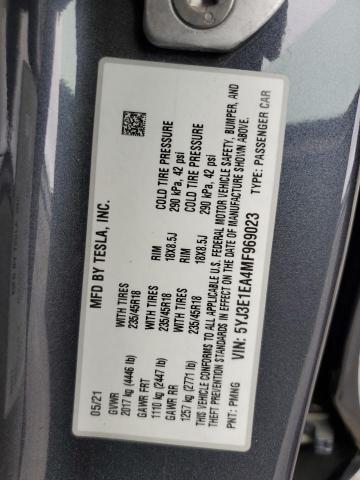 MFD BY TESLA, INC.
05/21
GVWR
2017 kg (4446 lb)
GAWR FRT WITH TIRES RIM COLD TIRE PRESSURE
1110 kg (2447 lb) 235/45R18 18X8.5J 290 kPa, 42 psi
GAWR RR WITH TIRES RIM COLD TIRE PRESSURE
1257 kg (2771 lb) 235/45R18 18X8.5J 290 kPa, 42 psi
THIS VEHICLE CONFORMS TO ALL APPLICABLE U.S. FEDERAL MOTOR VEHICLE SAFETY, BUMPER, AND
THEFT PREVENTION STANDARDS IN EFFECT ON THE DATE OF MANUFACTURE SHOWN ABOVE.
PNT: PMNG VIN: 5YJ3E1EA4MF969023 TYPE: PASSENGER CAR